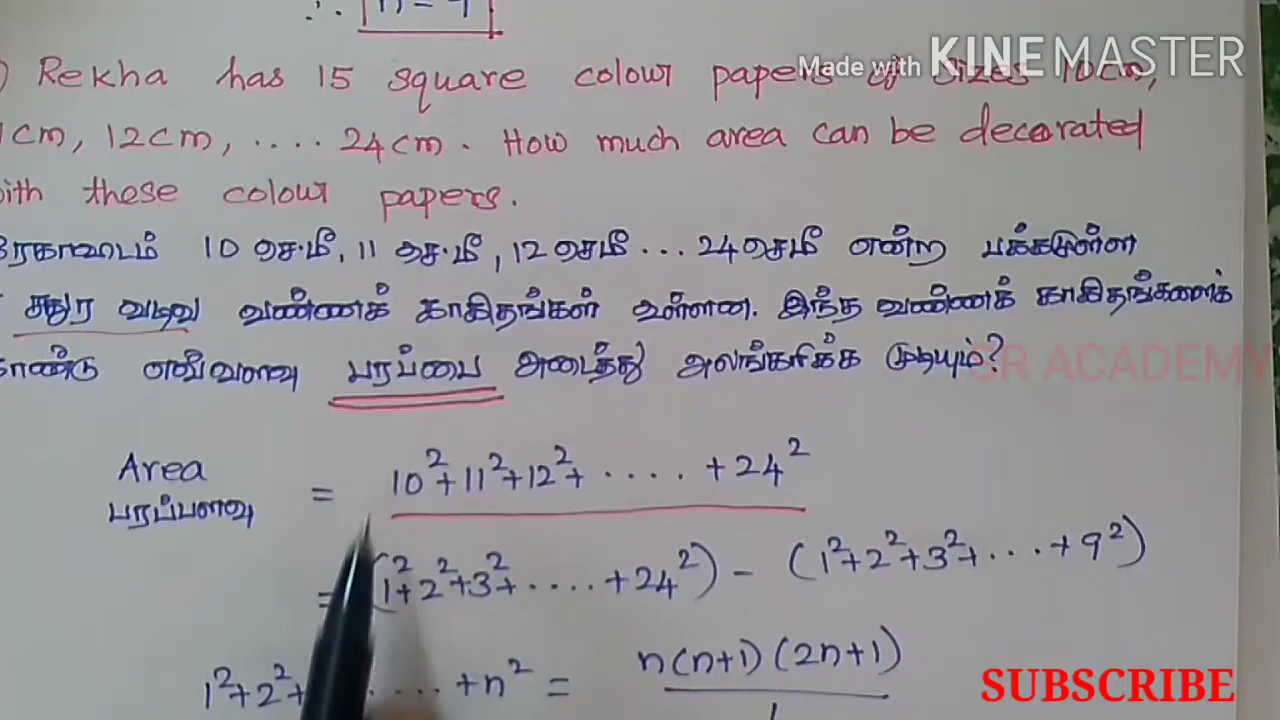 ∴ n = 9
) Rekha has 15 square colour papers of sizes 10cm,
1cm, 12cm, .... 24cm. How much area can be decorated
with these colour papers.
ரேகாவிடம் 10 செ.மீ, 11 செ.மீ, 12 செமீ ... 24 செமீ என்ற பக்கமுள்ள
சதுர வடிவ வண்ணக் காகிதங்கள் உள்ளன. இந்த வண்ணக் காகிதங்களைக்
கொண்டு எவ்வளவு பரப்பை அடைத்து அலங்கரிக்க முடியும்?
Area
பரப்பளவு = 10² + 11² + 12² + ..... + 24²
= (1² + 2² + 3² + .... + 24²) - (1² + 2² + 3² + ... + 9²)
1² + 2² + .... + n² = n(n+1)(2n+1)
Made with KINEMASTER
SR ACADEMY
SUBSCRIBE